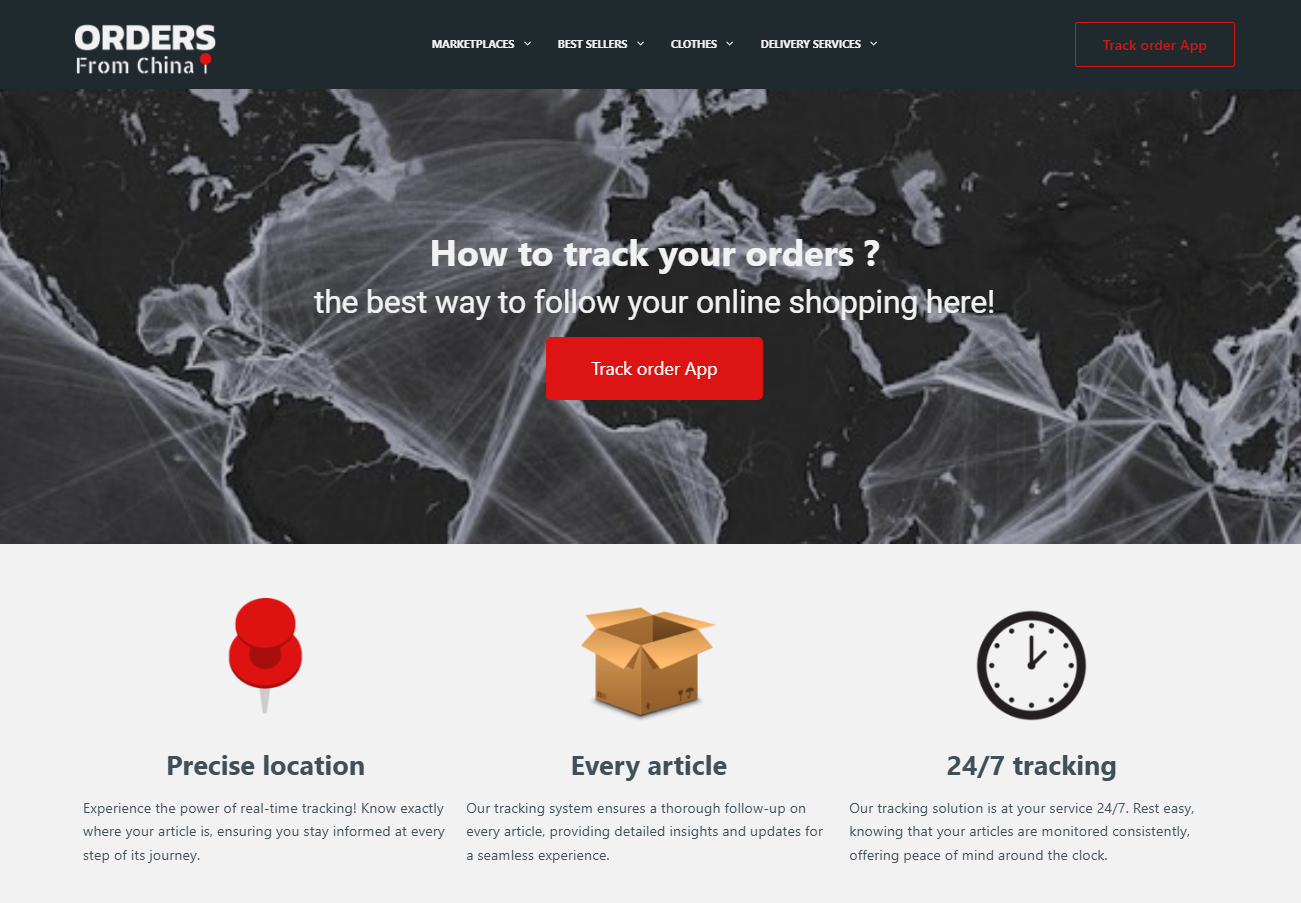 ORDERS
From China
MARKETPLACES
BEST SELLERS
CLOTHES
DELIVERY SERVICES
Track order App
How to track your orders ?
the best way to follow your online shopping here!
Track order App
Precise location
Experience the power of real-time tracking! Know exactly
where your article is, ensuring you stay informed at every
step of its journey.
Every article
Our tracking system ensures a thorough follow-up on
every article, providing detailed insights and updates for
a seamless experience.
24/7 tracking
Our tracking solution is at your service 24/7. Rest easy,
knowing that your articles are monitored consistently,
offering peace of mind around the clock.